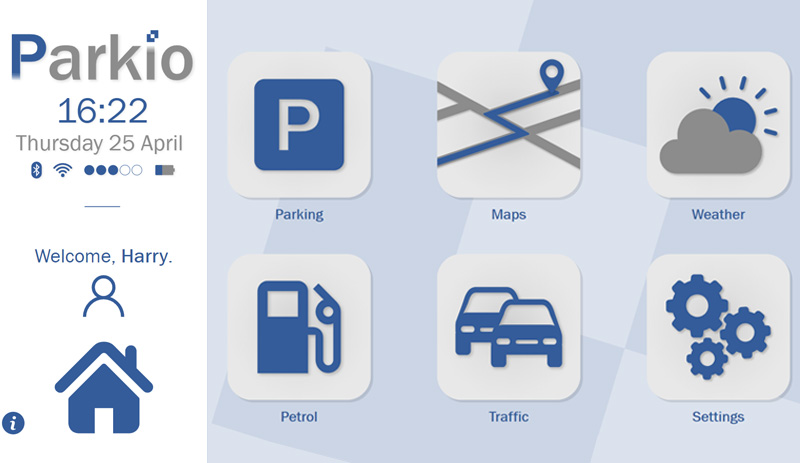 Parkio
16:22
Thursday 25 April
Welcome, Harry.
i
P
Parking
Maps
Weather
Petrol
Traffic
Settings